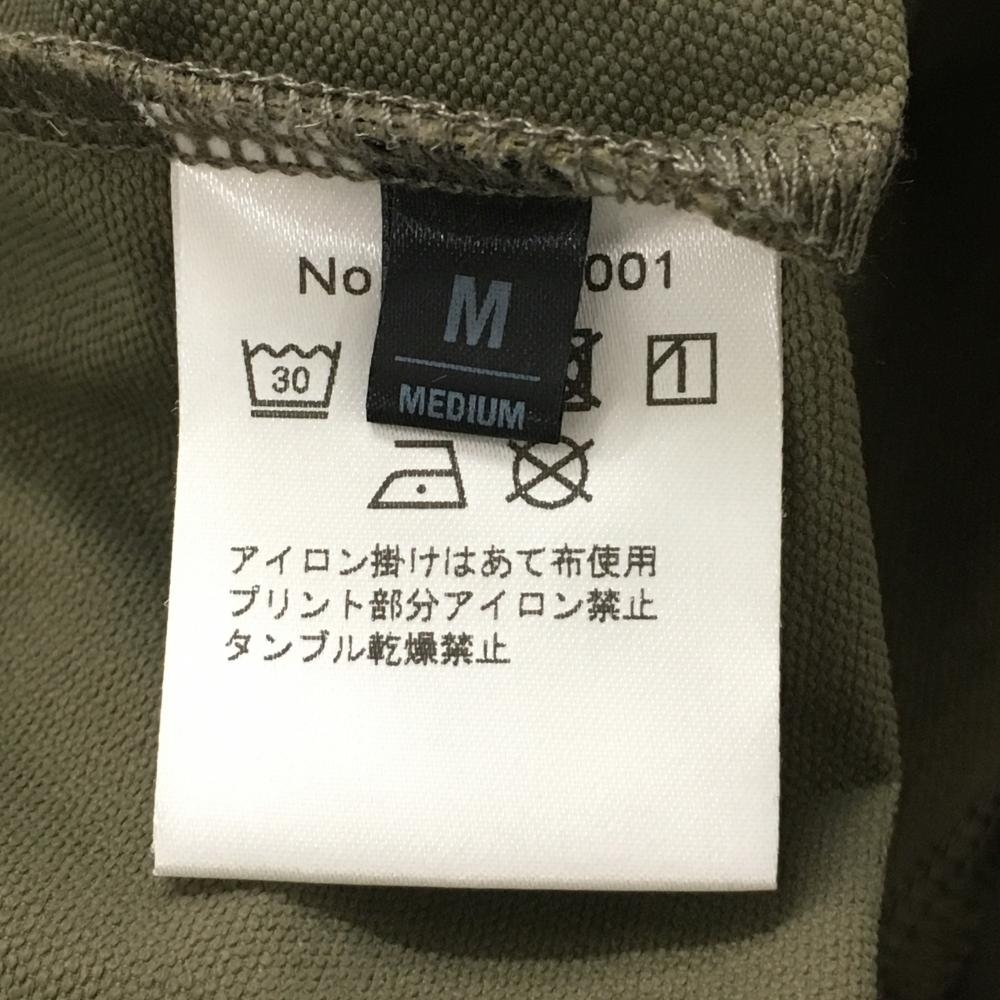 No 001
M
MEDIUM
30
アイロン掛けはあて布使用
プリント部分アイロン禁止
タンブル乾燥禁止